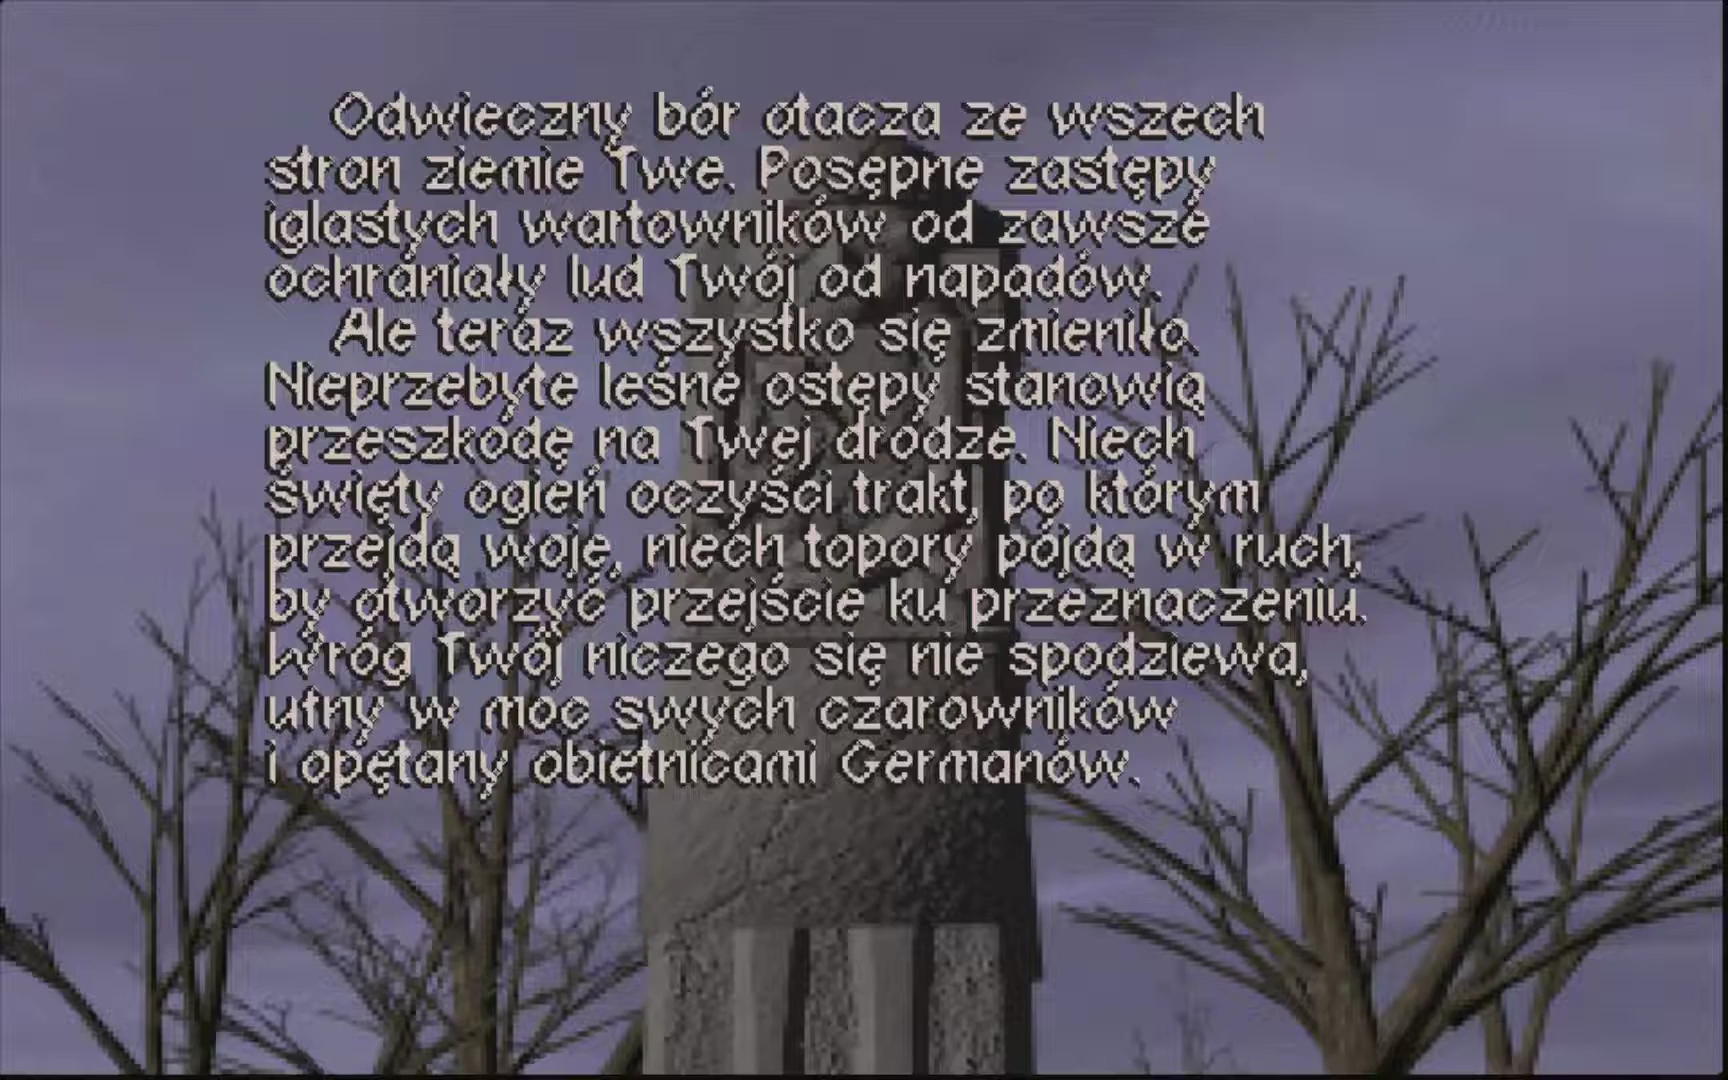 Odwieczny bór otacza ze wszech
stron ziemie Twe. Posępne zastępy
iglastych wartowników od zawsze
ochraniały lud Twój od napadów.
Ale teraz wszystko się zmieniło.
Nieprzebyte leśne ostępy stanowią
przeszkodę na Twej drodze. Niech
święty ogień oczyści trakt, po którym
przejdą woje, niech topory pójdą w ruch,
by otworzyć przejście ku przeznaczeniu.
Wróg Twój niczego się nie spodziewa,
ufny w moc swych czarowników
i opętany obietnicami Germanów.